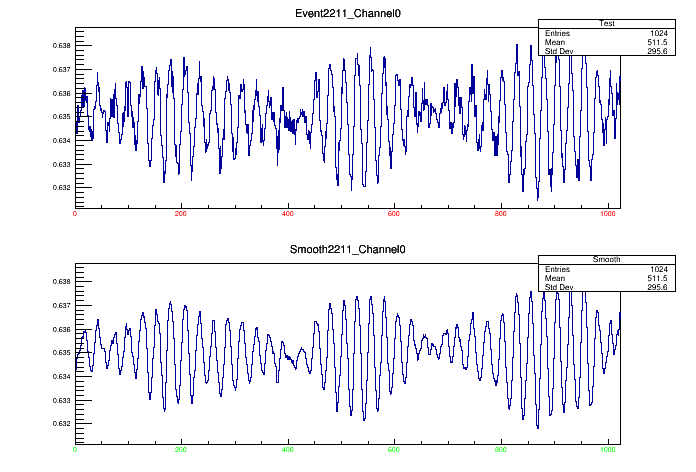 Event2211_Channel0
Test
Entries 1024
Mean 511.5
Std Dev 295.6
0.638
0.637
0.636
0.635
0.634
0.633
0.632
0 200 400 600 800 1000
Smooth2211_Channel0
Smooth
Entries 1024
Mean 511.5
Std Dev 295.6
0.638
0.637
0.636
0.635
0.634
0.633
0.632
0 200 400 600 800 1000